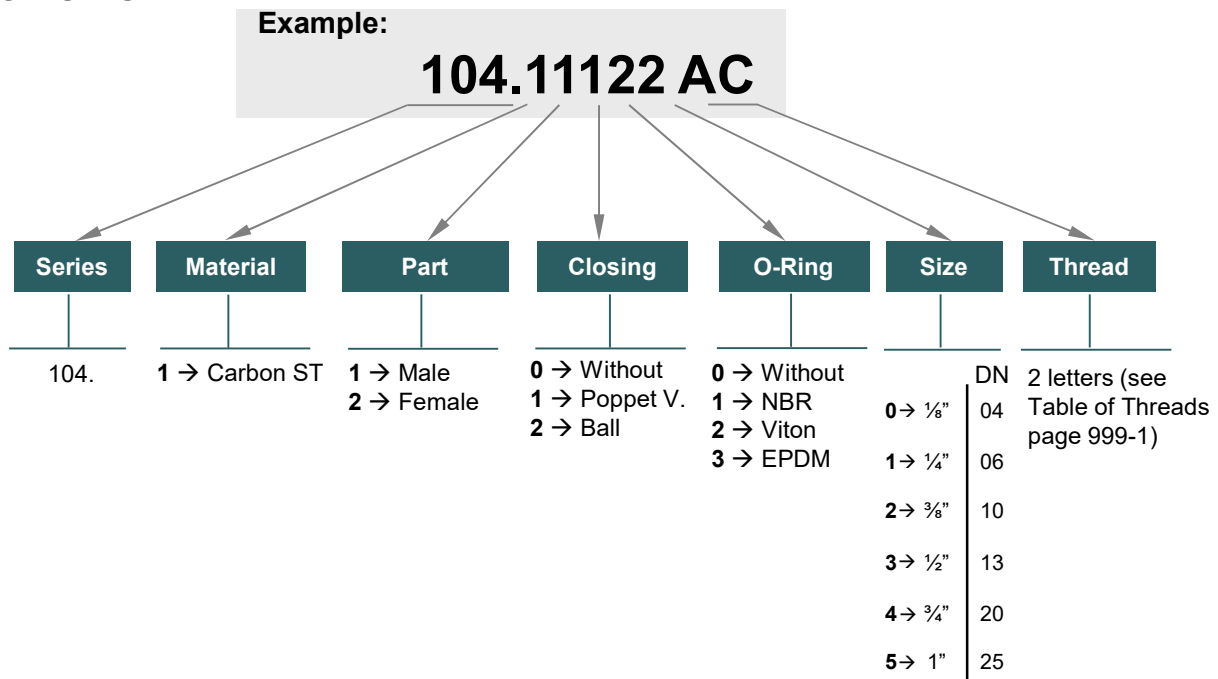 Example:
104.11122 AC
Series Material Part Closing O-Ring Size Thread
104.
1 → Carbon ST
1 → Male
2 → Female
0 → Without
1 → Poppet V.
2 → Ball
0 → Without
1 → NBR
2 → Viton
3 → EPDM
DN
0→ ⅛” 04
1→ ¼” 06
2→ ⅜” 10
3→ ½” 13
4→ ¾” 20
5→ 1” 25
2 letters (see
Table of Threads
page 999-1)